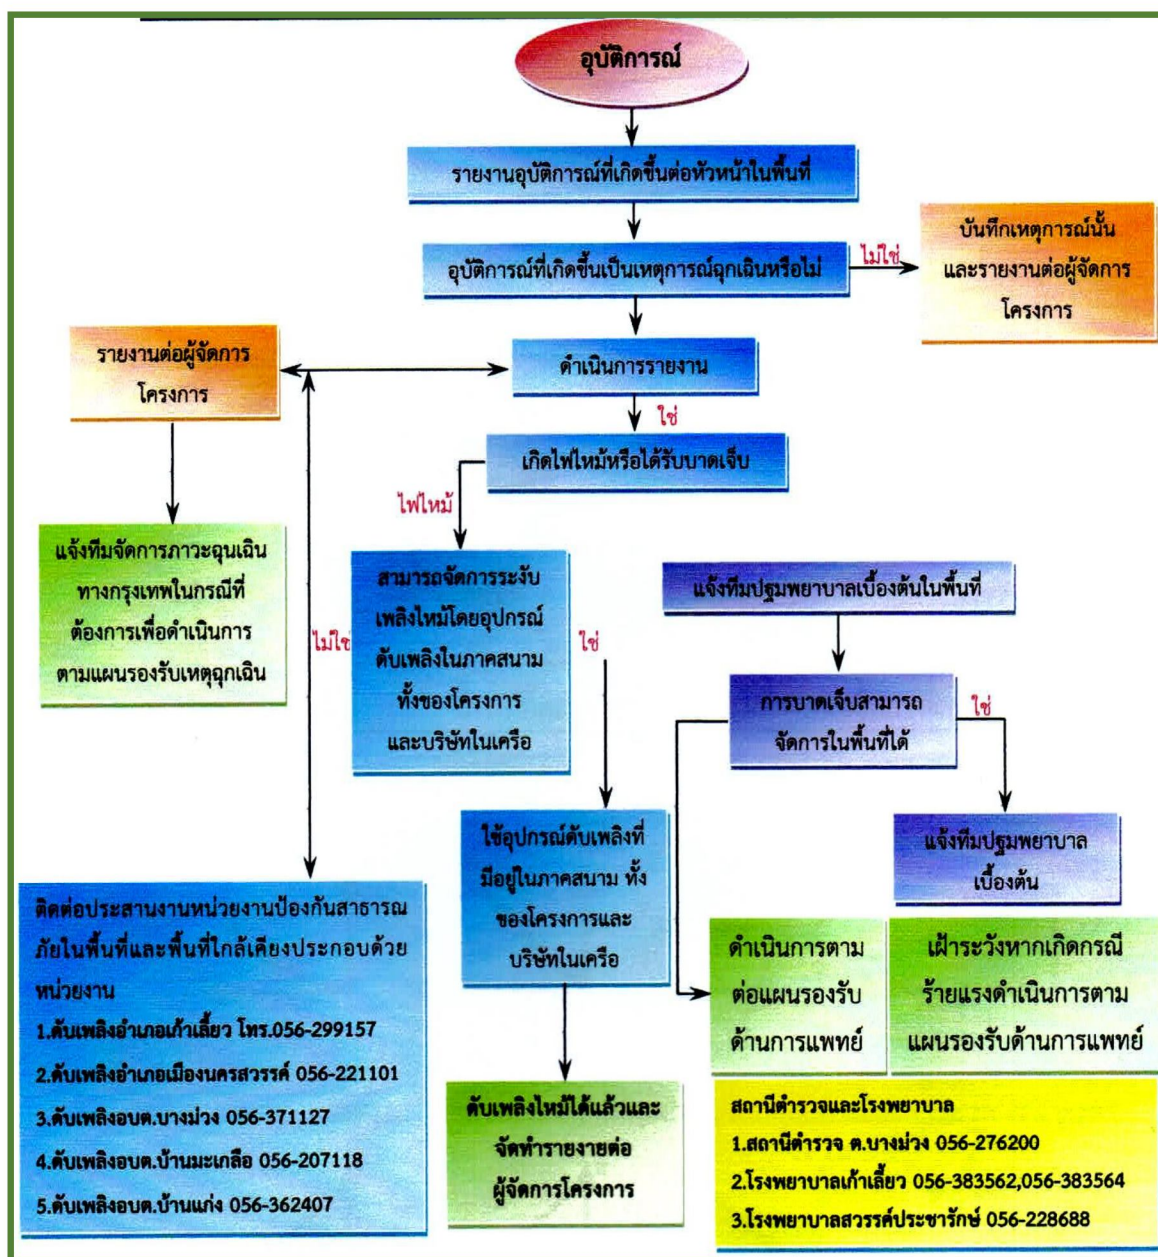 อุบัติการณ์
รายงานอุบัติการณ์ที่เกิดขึ้นต่อหัวหน้าในพื้นที่
อุบัติการณ์ที่เกิดขึ้นเป็นเหตุการณ์ฉุกเฉินหรือไม่
ไม่ใช่
บันทึกเหตุการณ์นั้น
และรายงานต่อผู้จัดการ
โครงการ
รายงานต่อผู้จัดการ
โครงการ
ดำเนินการรายงาน
ใช่
เกิดไฟไหม้หรือได้รับบาดเจ็บ
ไฟไหม้
แจ้งทีมจัดการภาวะฉุนเฉิน
ทางกรุงเทพในกรณีที่
ต้องการเพื่อดำเนินการ
ตามแผนรองรับเหตุฉุกเฉิน
ไม่ใช่
สามารถจัดการระงับ
เพลิงไหม้โดยอุปกรณ์
ดับเพลิงในภาคสนาม
ทั้งของโครงการ
และบริษัทในเครือ
ใช่
แจ้งทีมปฐมพยาบาลเบื้องต้นในพื้นที่
การบาดเจ็บสามารถ
จัดการในพื้นที่ได้
ใช่
ใช้อุปกรณ์ดับเพลิงที่
มีอยู่ในภาคสนาม ทั้ง
ของโครงการและ
บริษัทในเครือ
แจ้งทีมปฐมพยาบาล
เบื้องต้น
ติดต่อประสานงานหน่วยงานป้องกันสาธารณ
ภัยในพื้นที่และพื้นที่ใกล้เคียงประกอบด้วย
หน่วยงาน
1.ดับเพลิงอำเภอเก้าเลี้ยว โทร.056-299157
2.ดับเพลิงอำเภอเมืองนครสวรรค์ 056-221101
3.ดับเพลิงอบต.บางม่วง 056-371127
4.ดับเพลิงอบต.บ้านมะเกลือ 056-207118
5.ดับเพลิงอบต.บ้านแก่ง 056-362407
ดำเนินการตาม
ต่อแผนรองรับ
ด้านการแพทย์
เฝ้าระวังหากเกิดกรณี
ร้ายแรงดำเนินการตาม
แผนรองรับด้านการแพทย์
ดับเพลิงไหม้ได้แล้วและ
จัดทำรายงายต่อ
ผู้จัดการโครงการ
สถานีตำรวจและโรงพยาบาล
1.สถานีตำรวจ ต.บางม่วง 056-276200
2.โรงพยาบาลเก้าเลี้ยว 056-383562,056-383564
3.โรงพยาบาลสวรรค์ประชารักษ์ 056-228688